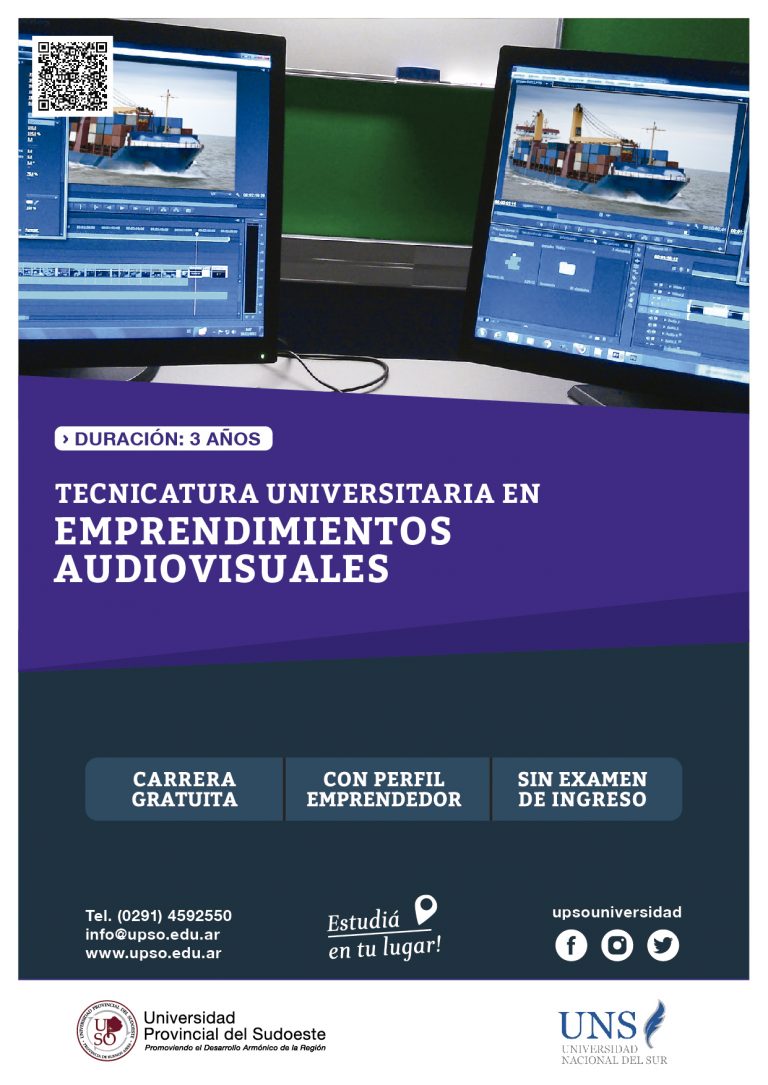 › DURACIÓN: 3 AÑOS
TECNICATURA UNIVERSITARIA EN
EMPRENDIMIENTOS
AUDIOVISUALES
CARRERA
GRATUITA
CON PERFIL
EMPRENDEDOR
SIN EXAMEN
DE INGRESO
Tel. (0291) 4592550
info@upso.edu.ar
www.upso.edu.ar
Estudiá
en tu lugar!
upsouniversidad
UPSO
Universidad
Provincial del Sudoeste
Promoviendo el Desarrollo Armónico de la Región
UNS
UNIVERSIDAD
NACIONAL DEL SUR